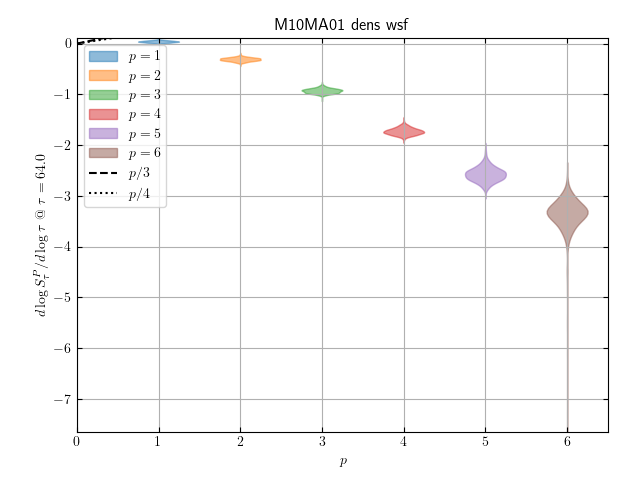 M10MA01 dens wsf
0
−1
−2
−3
−4
−5
−6
−7
d log S_τ^P / d log τ @ τ = 64.0
p = 1
p = 2
p = 3
p = 4
p = 5
p = 6
p/3
p/4
0 1 2 3 4 5 6
p